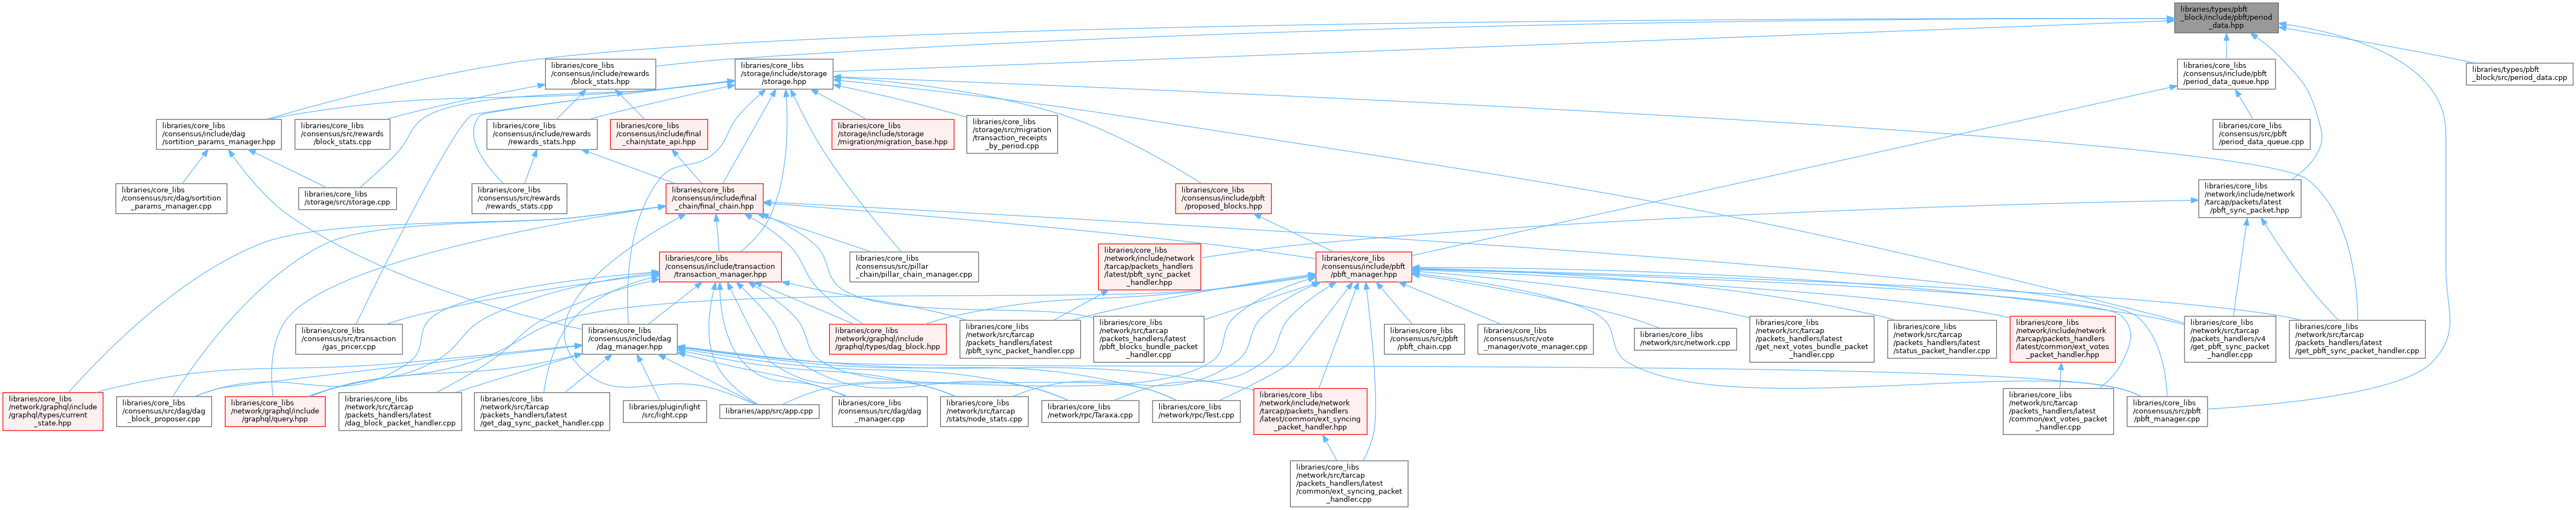 libraries/types/pbft
_block/include/pbft/period
_data.hpp
libraries/core_libs
/consensus/include/rewards
/block_stats.hpp
libraries/core_libs
/storage/include/storage
/storage.hpp
libraries/core_libs
/consensus/include/pbft
/period_data_queue.hpp
libraries/types/pbft
_block/src/period_data.cpp
libraries/core_libs
/consensus/include/dag
/sortition_params_manager.hpp
libraries/core_libs
/consensus/src/rewards
/block_stats.cpp
libraries/core_libs
/consensus/include/rewards
/rewards_stats.hpp
libraries/core_libs
/consensus/include/final
_chain/state_api.hpp
libraries/core_libs
/storage/include/storage
/migration/migration_base.hpp
libraries/core_libs
/storage/src/migration
/transaction_receipts
_by_period.cpp
libraries/core_libs
/consensus/src/pbft
/period_data_queue.cpp
libraries/core_libs
/consensus/src/dag/sortition
_params_manager.cpp
libraries/core_libs
/storage/src/storage.cpp
libraries/core_libs
/consensus/src/rewards
/rewards_stats.cpp
libraries/core_libs
/consensus/include/final
_chain/final_chain.hpp
libraries/core_libs
/consensus/include/pbft
/proposed_blocks.hpp
libraries/core_libs
/network/include/network
/tarcap/packets/latest
/pbft_sync_packet.hpp
libraries/core_libs
/consensus/include/transaction
/transaction_manager.hpp
libraries/core_libs
/consensus/src/pillar
_chain/pillar_chain_manager.cpp
libraries/core_libs
/network/include/network
/tarcap/packets_handlers
/latest/pbft_sync_packet
_handler.hpp
libraries/core_libs
/consensus/include/pbft
/pbft_manager.hpp
libraries/core_libs
/consensus/src/transaction
/gas_pricer.cpp
libraries/core_libs
/consensus/include/dag
/dag_manager.hpp
libraries/core_libs
/network/graphql/include
/graphql/types/dag_block.hpp
libraries/core_libs
/network/src/tarcap
/packets_handlers/latest
/pbft_sync_packet_handler.cpp
libraries/core_libs
/network/src/tarcap
/packets_handlers/latest
/pbft_blocks_bundle_packet
_handler.cpp
libraries/core_libs
/consensus/src/pbft
/pbft_chain.cpp
libraries/core_libs
/consensus/src/vote
_manager/vote_manager.cpp
libraries/core_libs
/network/src/network.cpp
libraries/core_libs
/network/src/tarcap
/packets_handlers/latest
/get_next_votes_bundle_packet
_handler.cpp
libraries/core_libs
/network/src/tarcap
/packets_handlers/latest
/status_packet_handler.cpp
libraries/core_libs
/network/include/network
/tarcap/packets_handlers
/latest/common/ext_votes
_packet_handler.hpp
libraries/core_libs
/network/src/tarcap
/packets_handlers/v4
/get_pbft_sync_packet
_handler.cpp
libraries/core_libs
/network/src/tarcap
/packets_handlers/latest
/get_pbft_sync_packet_handler.cpp
libraries/core_libs
/network/graphql/include
/graphql/types/current
_state.hpp
libraries/core_libs
/consensus/src/dag/dag
_block_proposer.cpp
libraries/core_libs
/network/graphql/include
/graphql/query.hpp
libraries/core_libs
/network/src/tarcap
/packets_handlers/latest
/dag_block_packet_handler.cpp
libraries/core_libs
/network/src/tarcap
/packets_handlers/latest
/get_dag_sync_packet_handler.cpp
libraries/plugin/light
/src/light.cpp
libraries/app/src/app.cpp
libraries/core_libs
/consensus/src/dag/dag
_manager.cpp
libraries/core_libs
/network/src/tarcap
/stats/node_stats.cpp
libraries/core_libs
/network/rpc/Taraxa.cpp
libraries/core_libs
/network/rpc/Test.cpp
libraries/core_libs
/network/include/network
/tarcap/packets_handlers
/latest/common/ext_syncing
_packet_handler.hpp
libraries/core_libs
/network/src/tarcap
/packets_handlers/latest
/common/ext_votes_packet
_handler.cpp
libraries/core_libs
/consensus/src/pbft
/pbft_manager.cpp
libraries/core_libs
/network/src/tarcap
/packets_handlers/latest
/common/ext_syncing_packet
_handler.cpp